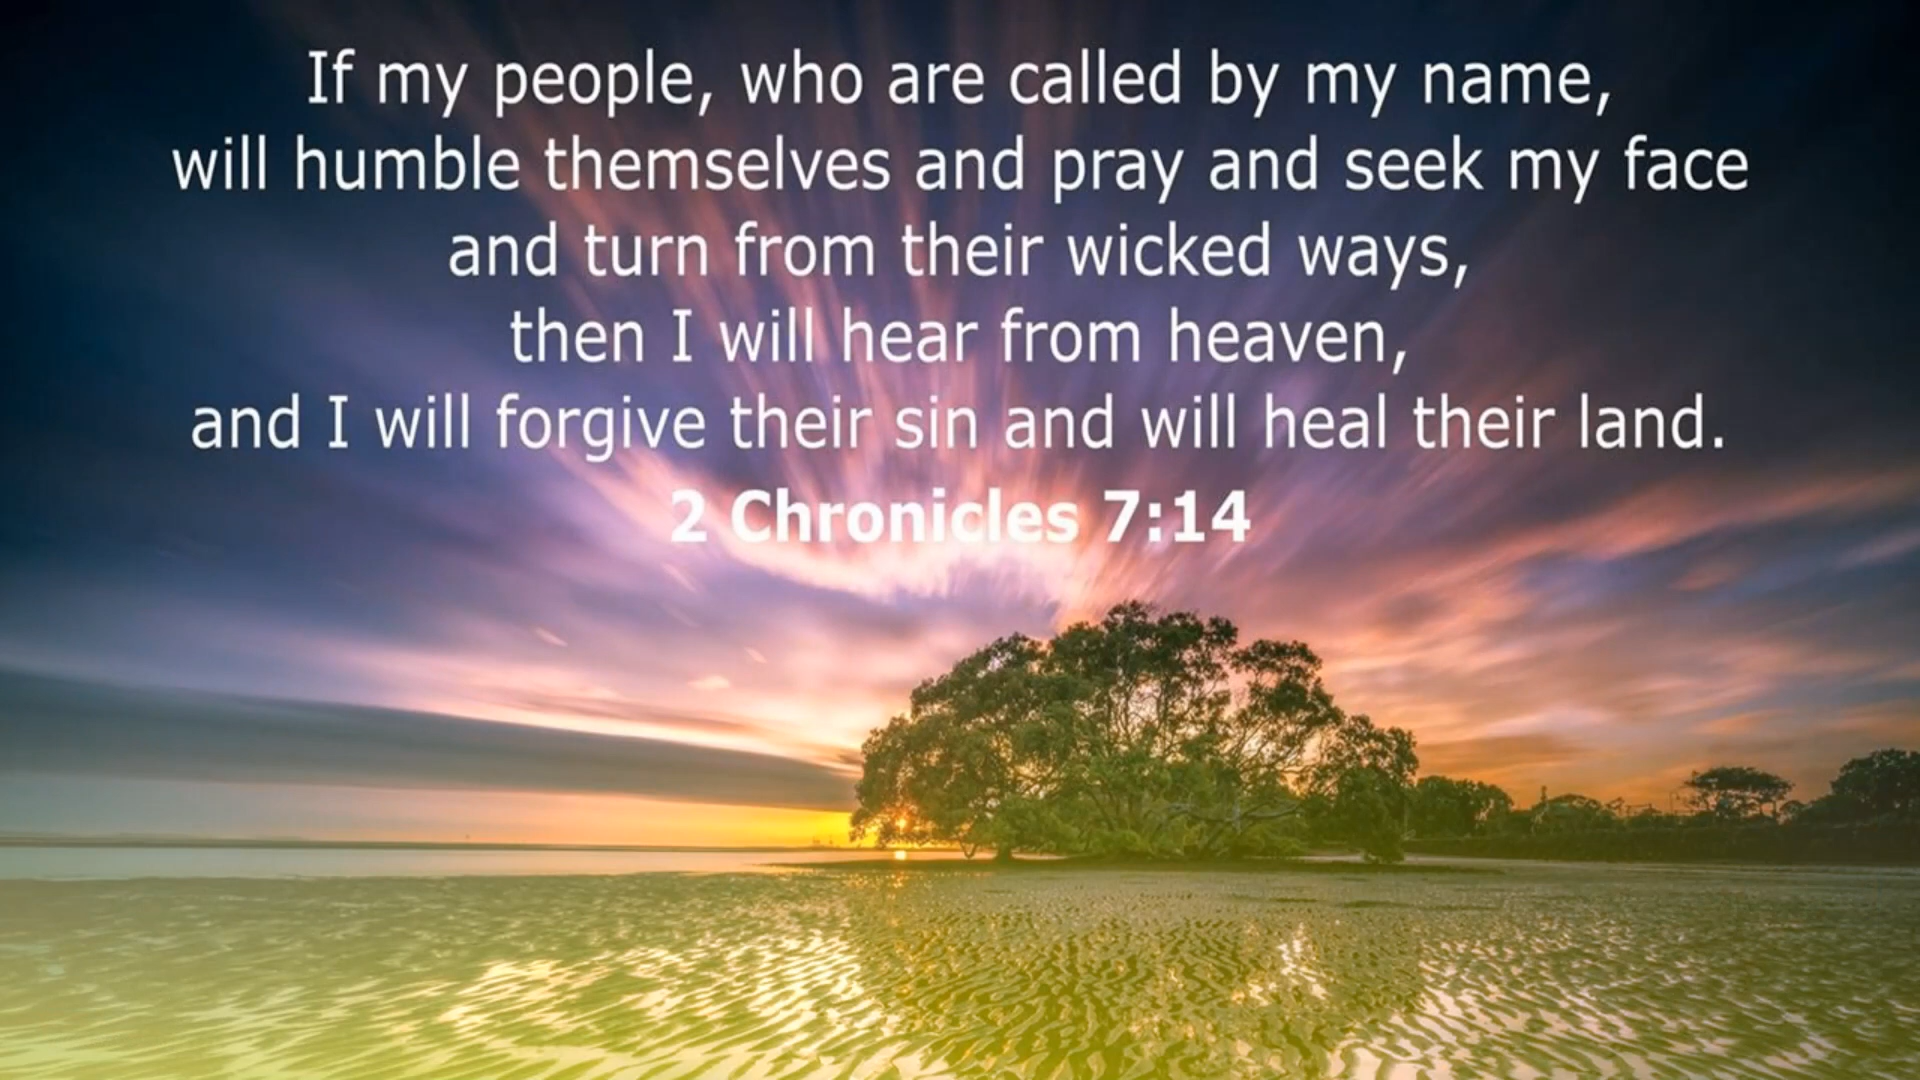 If my people, who are called by my name,
will humble themselves and pray and seek my face
and turn from their wicked ways,
then I will hear from heaven,
and I will forgive their sin and will heal their land.
2 Chronicles 7:14